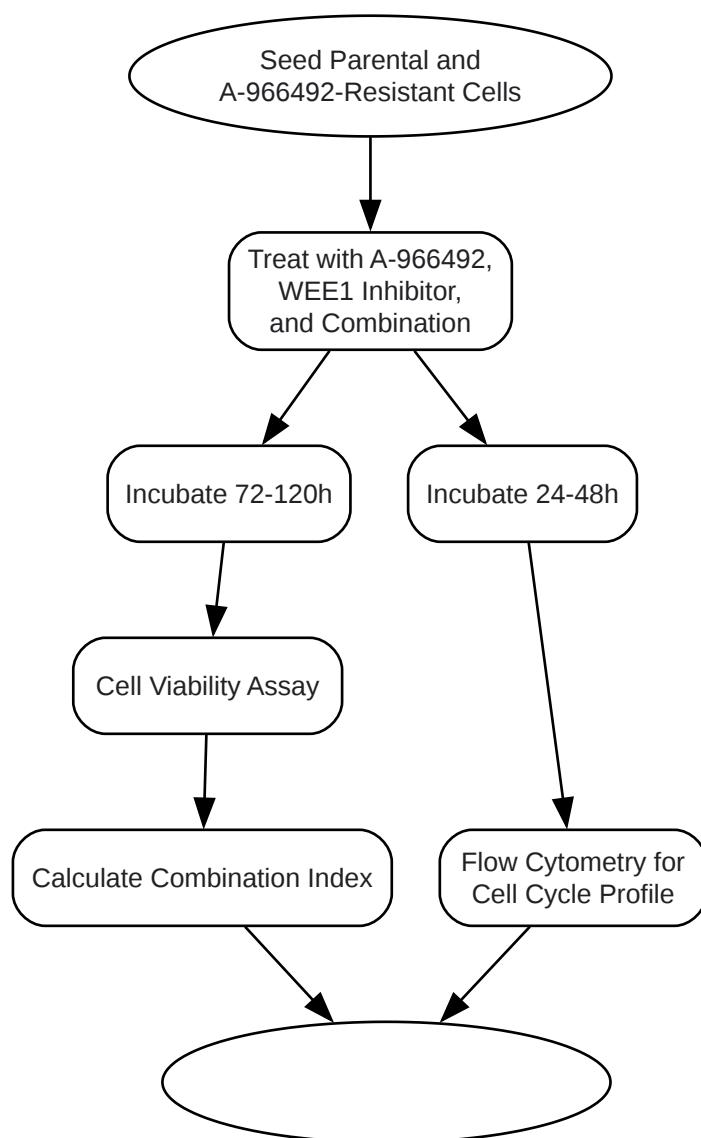 Seed Parental and
A-966492-Resistant Cells
Treat with A-966492,
WEE1 Inhibitor,
and Combination
Incubate 72-120h
Incubate 24-48h
Cell Viability Assay
Calculate Combination Index
Flow Cytometry for
Cell Cycle Profile